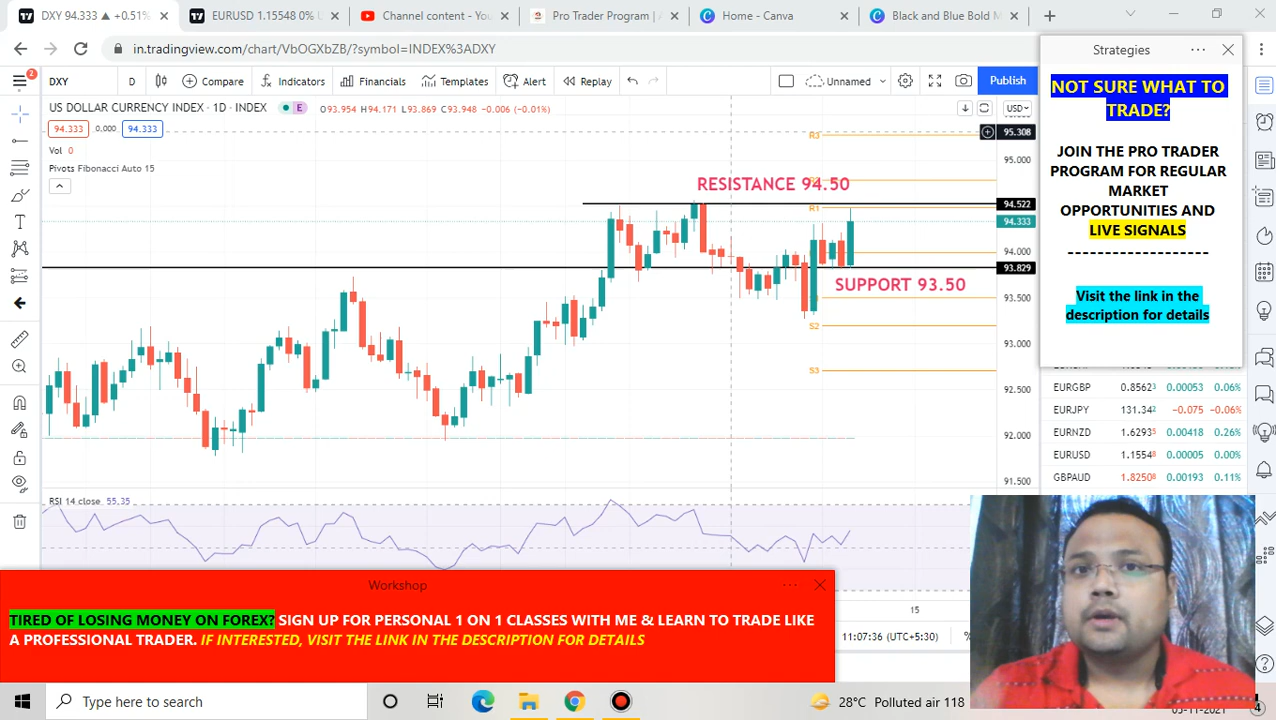 DXY 94.333 ▲ +0.51%
EURUSD 1.15548 0% U
Channel content - You
Pro Trader Program |
Home - Canva
Black and Blue Bold M
in.tradingview.com/chart/VbOGXbZB/?symbol=INDEX%3ADXY
2
DXY
D
Compare
Indicators
Financials
Templates
Alert
Replay
Unnamed
Publish
US DOLLAR CURRENCY INDEX · 1D · INDEX
E
O93.954 H94.171 L93.869 C93.948 -0.006 (-0.01%)
USD
94.333
0.000
94.333
Vol 0
Pivots Fibonacci Auto 15
R3
R1
S2
S3
RESISTANCE 94.50
SUPPORT 93.50
95.308
95.000
94.522
94.333
94.000
93.829
93.500
93.000
92.500
92.000
91.500
RSI 14 close 55.35
15
11:07:36 (UTC+5:30)
%
Strategies
NOT SURE WHAT TO
TRADE?
JOIN THE PRO TRADER
PROGRAM FOR REGULAR
MARKET
OPPORTUNITIES AND
LIVE SIGNALS
--------------------
Visit the link in the
description for details
EURGBP 0.85623 0.00053 0.06%
EURJPY 131.342 -0.075 -0.06%
EURNZD 1.62935 0.00418 0.26%
EURUSD 1.15548 0.00005 0.00%
GBPAUD 1.82508 0.00193 0.11%
Workshop
TIRED OF LOSING MONEY ON FOREX? SIGN UP FOR PERSONAL 1 ON 1 CLASSES WITH ME & LEARN TO TRADE LIKE
A PROFESSIONAL TRADER. IF INTERESTED, VISIT THE LINK IN THE DESCRIPTION FOR DETAILS
Type here to search
28°C Polluted air 118
05-11-2021
4